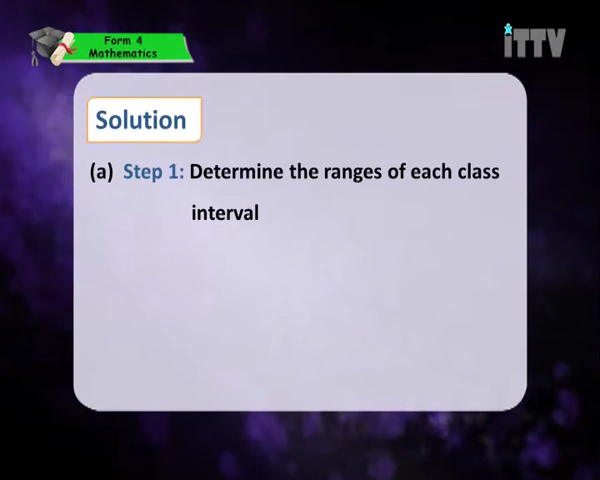 Form 4
Mathematics
iTTV
Solution
(a) Step 1: Determine the ranges of each class
interval